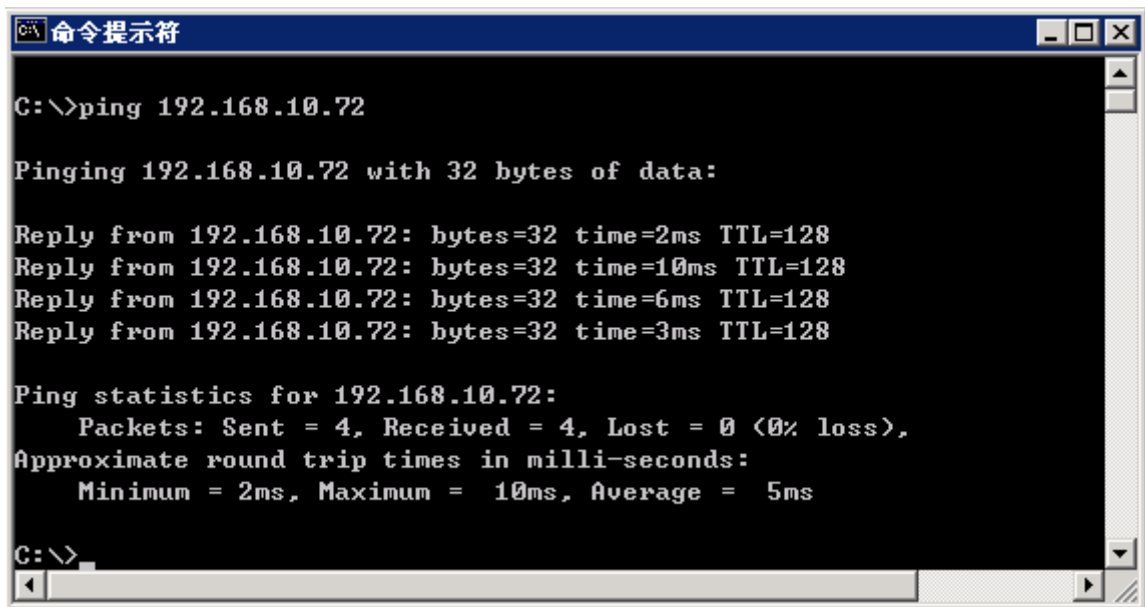 命令提示符
C:\>ping 192.168.10.72
Pinging 192.168.10.72 with 32 bytes of data:
Reply from 192.168.10.72: bytes=32 time=2ms TTL=128
Reply from 192.168.10.72: bytes=32 time=10ms TTL=128
Reply from 192.168.10.72: bytes=32 time=6ms TTL=128
Reply from 192.168.10.72: bytes=32 time=3ms TTL=128
Ping statistics for 192.168.10.72:
    Packets: Sent = 4, Received = 4, Lost = 0 (0% loss),
Approximate round trip times in milli-seconds:
    Minimum = 2ms, Maximum =  10ms, Average =  5ms
C:\>_